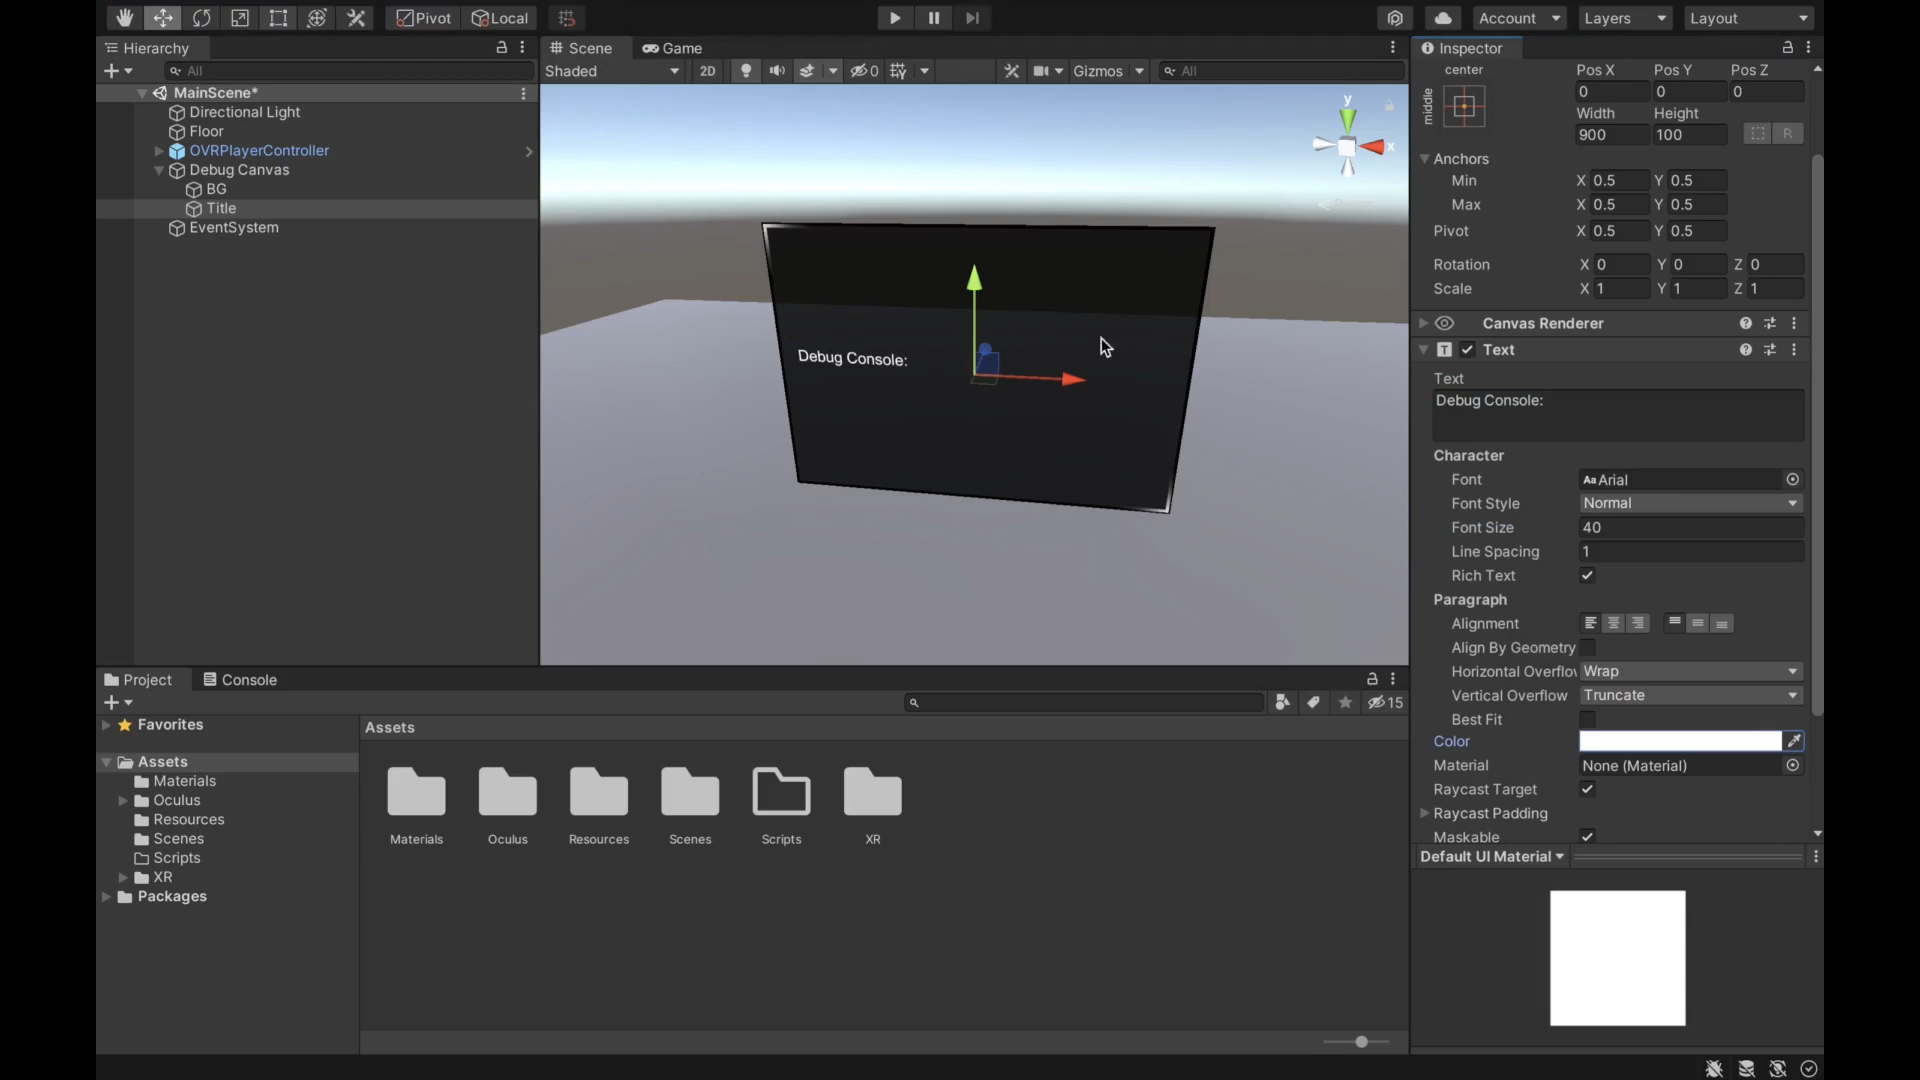 Pivot
Local
Account
Layers
Layout
Hierarchy
All
MainScene*
Directional Light
Floor
OVRPlayerController
Debug Canvas
BG
Title
EventSystem
Scene
Game
Shaded
2D
0
Gizmos
All
y
x
Debug Console:
Inspector
center
middle
Pos X
Pos Y
Pos Z
0
0
0
Width
Height
900
100
R
Anchors
Min
X 0.5
Y 0.5
Max
X 0.5
Y 0.5
Pivot
X 0.5
Y 0.5
Rotation
X 0
Y 0
Z 0
Scale
X 1
Y 1
Z 1
Canvas Renderer
T
Text
Text
Debug Console:
Character
Font
Aa Arial
Font Style
Normal
Font Size
40
Line Spacing
1
Rich Text
Paragraph
Alignment
Align By Geometry
Horizontal Overflow
Wrap
Vertical Overflow
Truncate
Best Fit
Color
Material
None (Material)
Raycast Target
Raycast Padding
Maskable
Default UI Material
Project
Console
15
Favorites
Assets
Materials
Oculus
Resources
Scenes
Scripts
XR
Packages
Assets
Materials
Oculus
Resources
Scenes
Scripts
XR